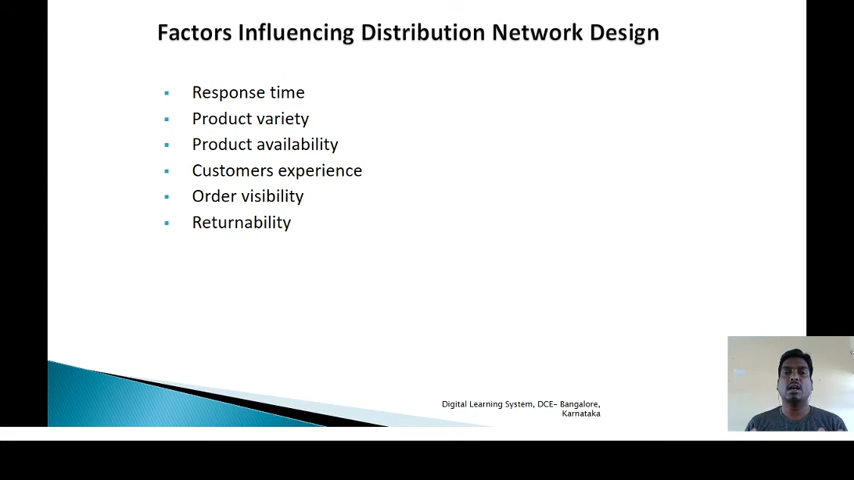 Factors Influencing Distribution Network Design
Response time
Product variety
Product availability
Customers experience
Order visibility
Returnability
Digital Learning System, DCE- Bangalore,
Karnataka